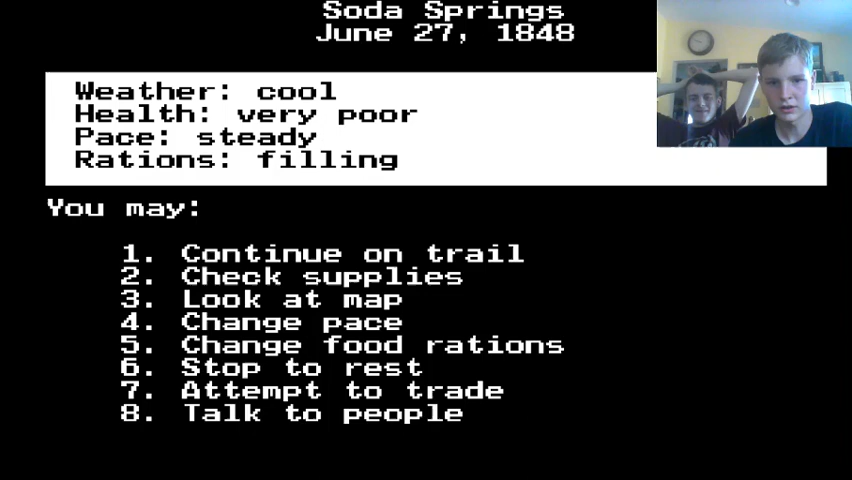 Soda Springs
June 27, 1848
Weather: cool
Health: very poor
Pace: steady
Rations: filling
You may:
1. Continue on trail
2. Check supplies
3. Look at map
4. Change pace
5. Change food rations
6. Stop to rest
7. Attempt to trade
8. Talk to people